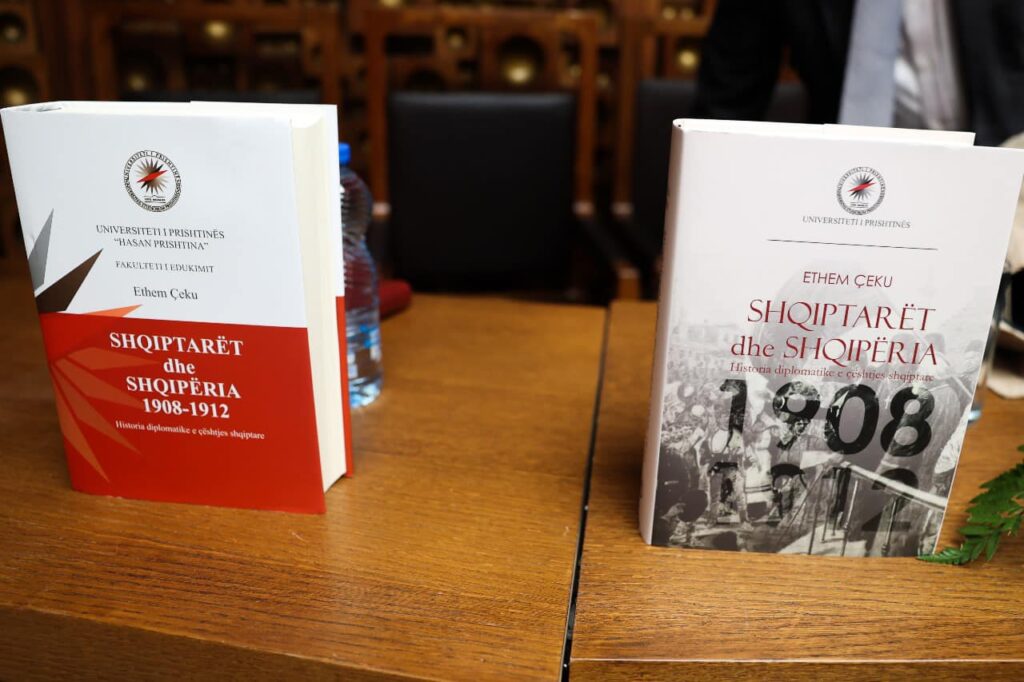 UNIVERSITETI I PRISHTINËS
"HASAN PRISHTINA"
FAKULTETI I EDUKIMIT
Ethem Çeku
SHQIPTARËT
dhe
SHQIPËRIA
1908-1912
Historia diplomatike e çështjes shqiptare
UNIVERSITETI I PRISHTINËS
ETHEM ÇEKU
SHQIPTARËT
dhe SHQIPËRIA
Historia diplomatike e çështjes shqiptare
1908
1912